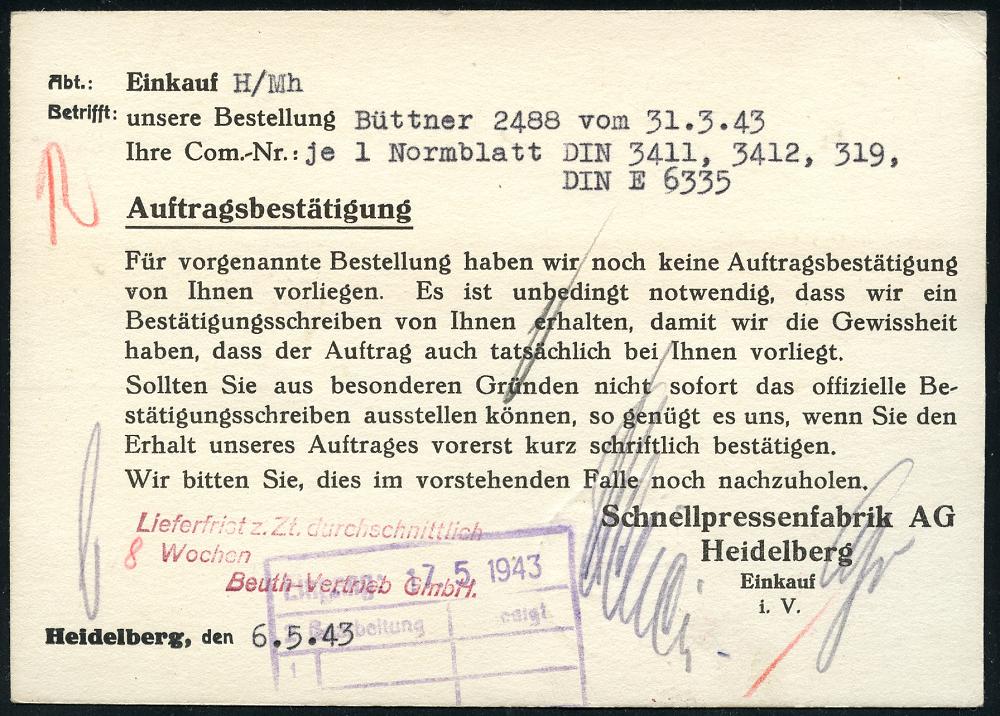 Abt.: Einkauf H/Mh
Betrifft: unsere Bestellung Büttner 2488 vom 31.3.43
Ihre Com.-Nr.: je 1 Normblatt DIN 3411, 3412, 319,
DIN E 6335
Auftragsbestätigung
Für vorgenannte Bestellung haben wir noch keine Auftragsbestätigung
von Ihnen vorliegen. Es ist unbedingt notwendig, dass wir ein
Bestätigungsschreiben von Ihnen erhalten, damit wir die Gewissheit
haben, dass der Auftrag auch tatsächlich bei Ihnen vorliegt.
Sollten Sie aus besonderen Gründen nicht sofort das offizielle Be-
stätigungsschreiben ausstellen können, so genügt es uns, wenn Sie den
Erhalt unseres Auftrages vorerst kurz schriftlich bestätigen.
Wir bitten Sie, dies im vorstehenden Falle noch nachzuholen.
Schnellpressenfabrik AG
Heidelberg
Einkauf
i. V.
Lieferfrist z. Zt. durchschnittlich
8 Wochen
Beuth-Vertrieb GmbH.
17. 5. 1943
Bearbeitung
1
Heidelberg, den 6.5.43